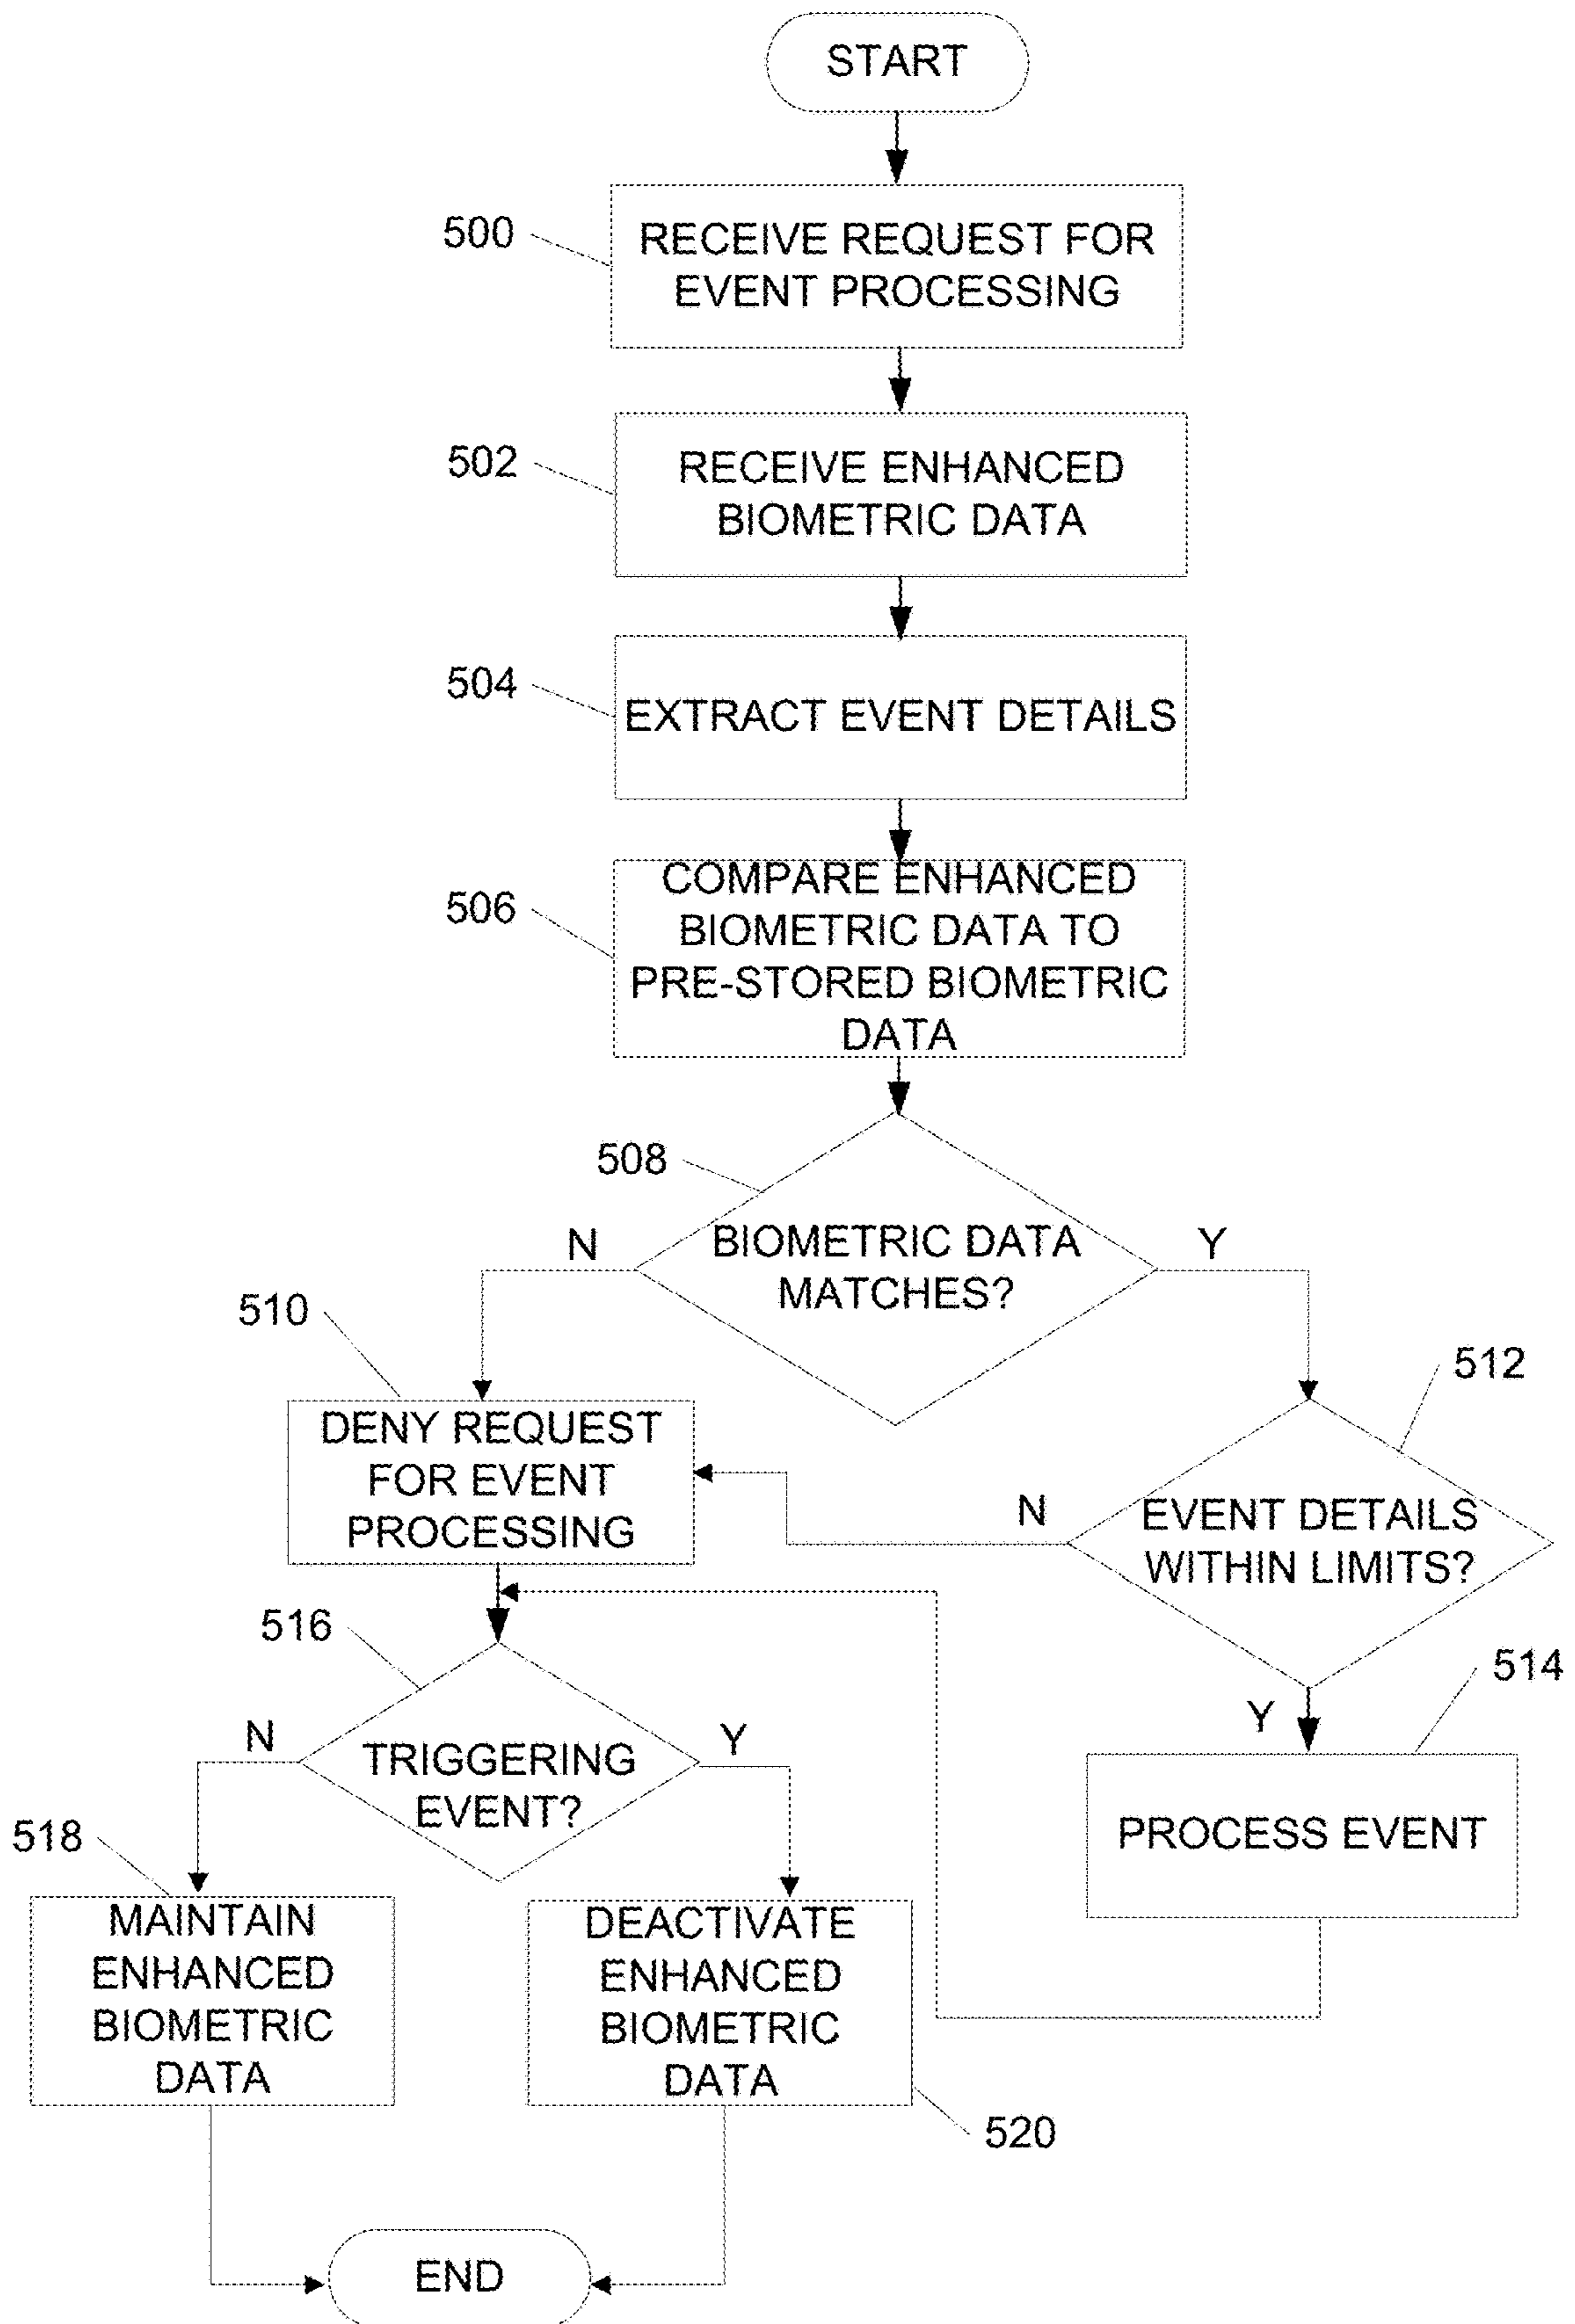 START
500
RECEIVE REQUEST FOR
EVENT PROCESSING
502
RECEIVE ENHANCED
BIOMETRIC DATA
504
EXTRACT EVENT DETAILS
506
COMPARE ENHANCED
BIOMETRIC DATA TO
PRE-STORED BIOMETRIC
DATA
508
N
BIOMETRIC DATA
MATCHES?
Y
510
DENY REQUEST
FOR EVENT
PROCESSING
512
N
EVENT DETAILS
WITHIN LIMITS?
Y
514
PROCESS EVENT
516
N
TRIGGERING
EVENT?
Y
518
MAINTAIN
ENHANCED
BIOMETRIC
DATA
DEACTIVATE
ENHANCED
BIOMETRIC
DATA
520
END